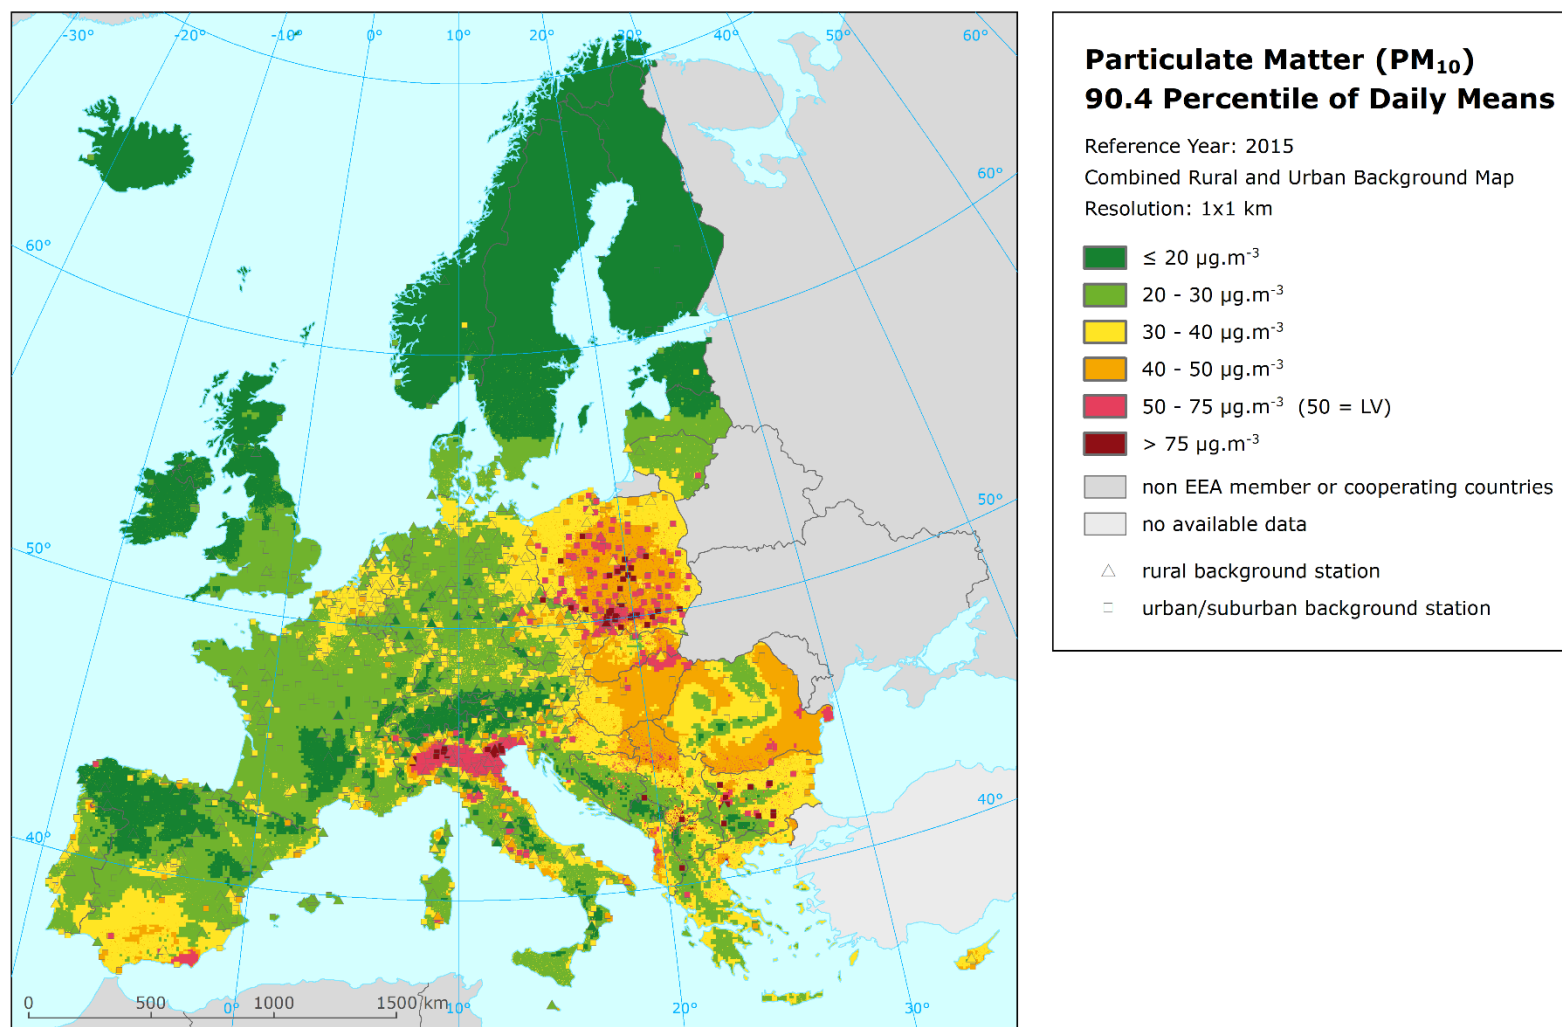 -30° -20° -10° 0° 10° 20° 30° 40° 50° 60°
60°
60°
50°
50°
40°
40°
0 500 1000 1500 km
0° 10° 20° 30°
Particulate Matter (PM₁₀)
90.4 Percentile of Daily Means
Reference Year: 2015
Combined Rural and Urban Background Map
Resolution: 1x1 km
≤ 20 µg.m⁻³
20 - 30 µg.m⁻³
30 - 40 µg.m⁻³
40 - 50 µg.m⁻³
50 - 75 µg.m⁻³ (50 = LV)
> 75 µg.m⁻³
non EEA member or cooperating countries
no available data
rural background station
urban/suburban background station